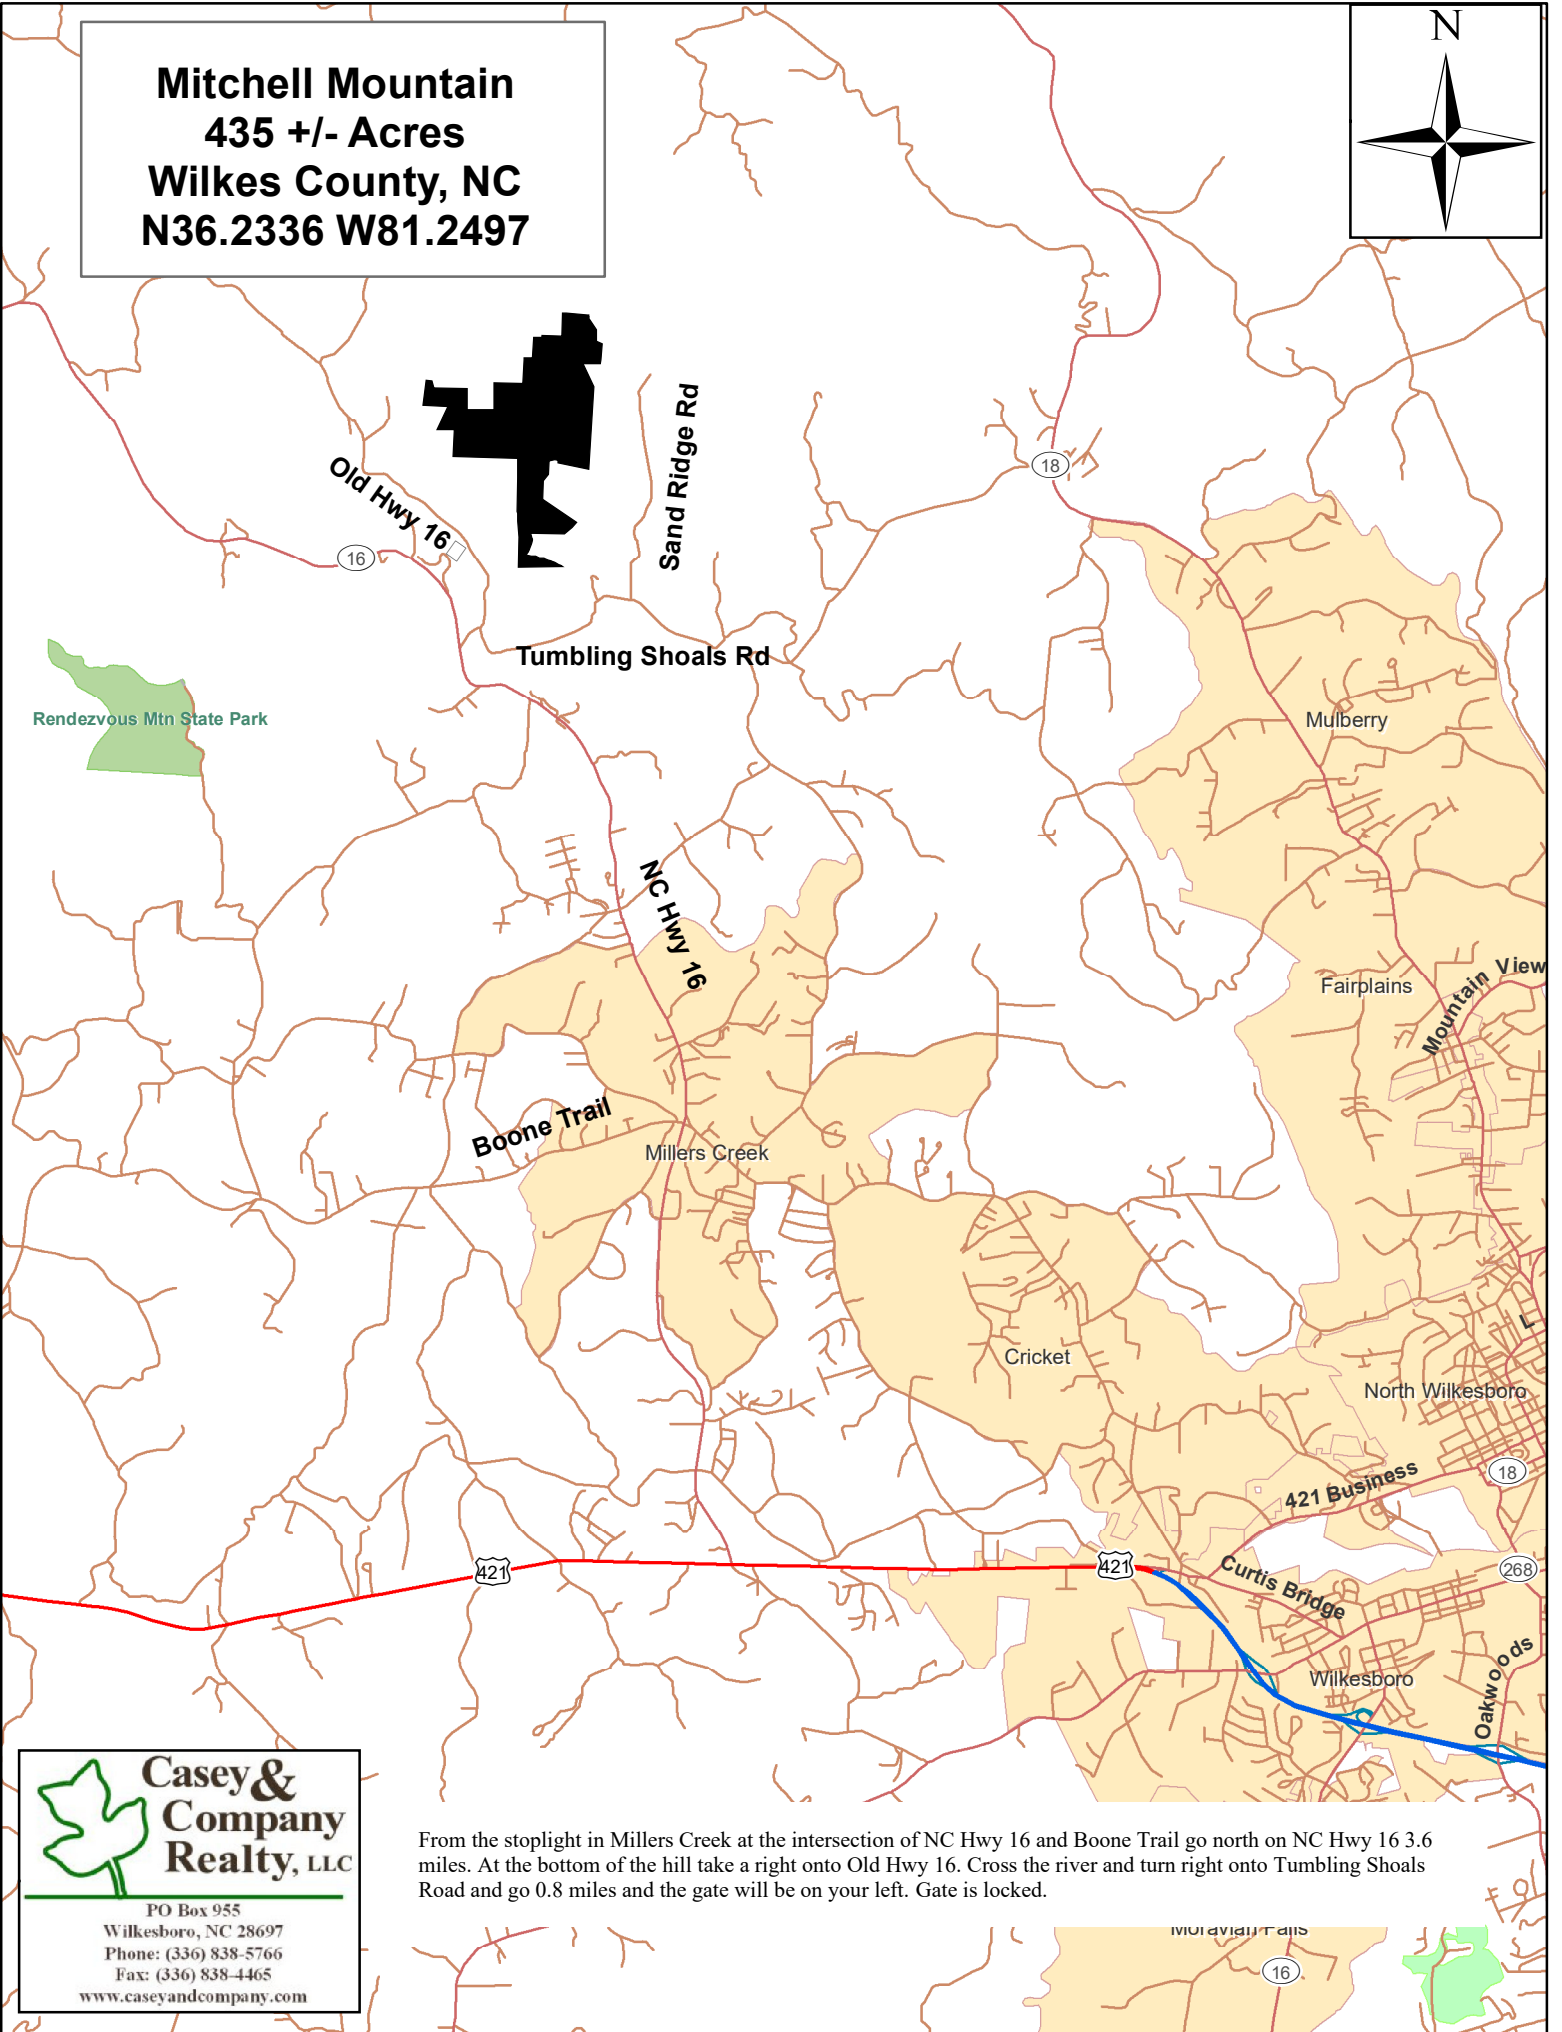 Mitchell Mountain
435 +/- Acres
Wilkes County, NC
N36.2336 W81.2497
N
18
Sand Ridge Rd
Old Hwy 16
16
Tumbling Shoals Rd
Rendezvous Mtn State Park
Mulberry
NC Hwy 16
Fairplains
Mountain View
Boone Trail
Millers Creek
Cricket
L
North Wilkesboro
18
421 Business
421
421
Curtis Bridge
268
Oakwoods
Wilkesboro
Casey &
Company
Realty, LLC
PO Box 955
Wilkesboro, NC 28697
Phone: (336) 838-5766
Fax: (336) 838-4465
www.caseyandcompany.com
From the stoplight in Millers Creek at the intersection of NC Hwy 16 and Boone Trail go north on NC Hwy 16 3.6
miles. At the bottom of the hill take a right onto Old Hwy 16. Cross the river and turn right onto Tumbling Shoals
Road and go 0.8 miles and the gate will be on your left. Gate is locked.
Moravian Falls
16